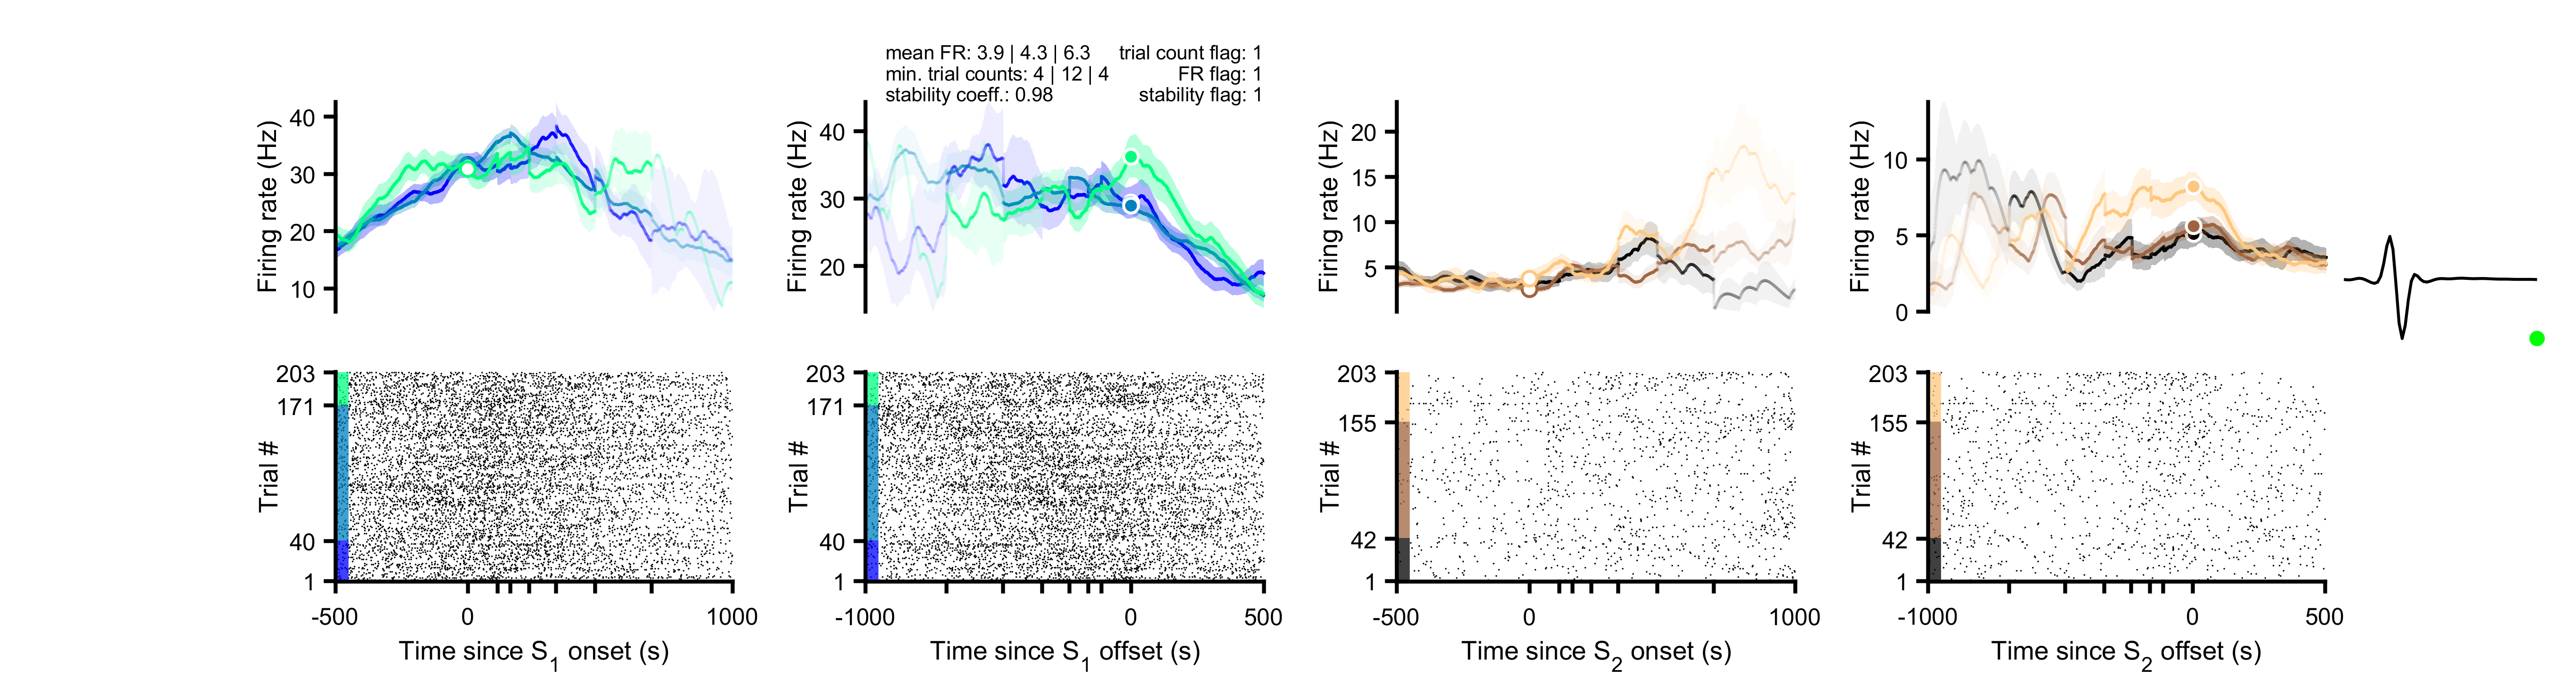 mean FR: 3.9 | 4.3 | 6.3 trial count flag: 1
min. trial counts: 4 | 12 | 4 FR flag: 1
stability coeff.: 0.98 stability flag: 1
Firing rate (Hz)
40
30
20
10
Firing rate (Hz)
40
30
20
Firing rate (Hz)
20
15
10
5
Firing rate (Hz)
10
5
0
Trial #
203
171
40
1
-500 0 1000
Time since S1 onset (s)
Trial #
203
171
40
1
-1000 0 500
Time since S1 offset (s)
Trial #
203
155
42
1
-500 0 1000
Time since S2 onset (s)
Trial #
203
155
42
1
-1000 0 500
Time since S2 offset (s)